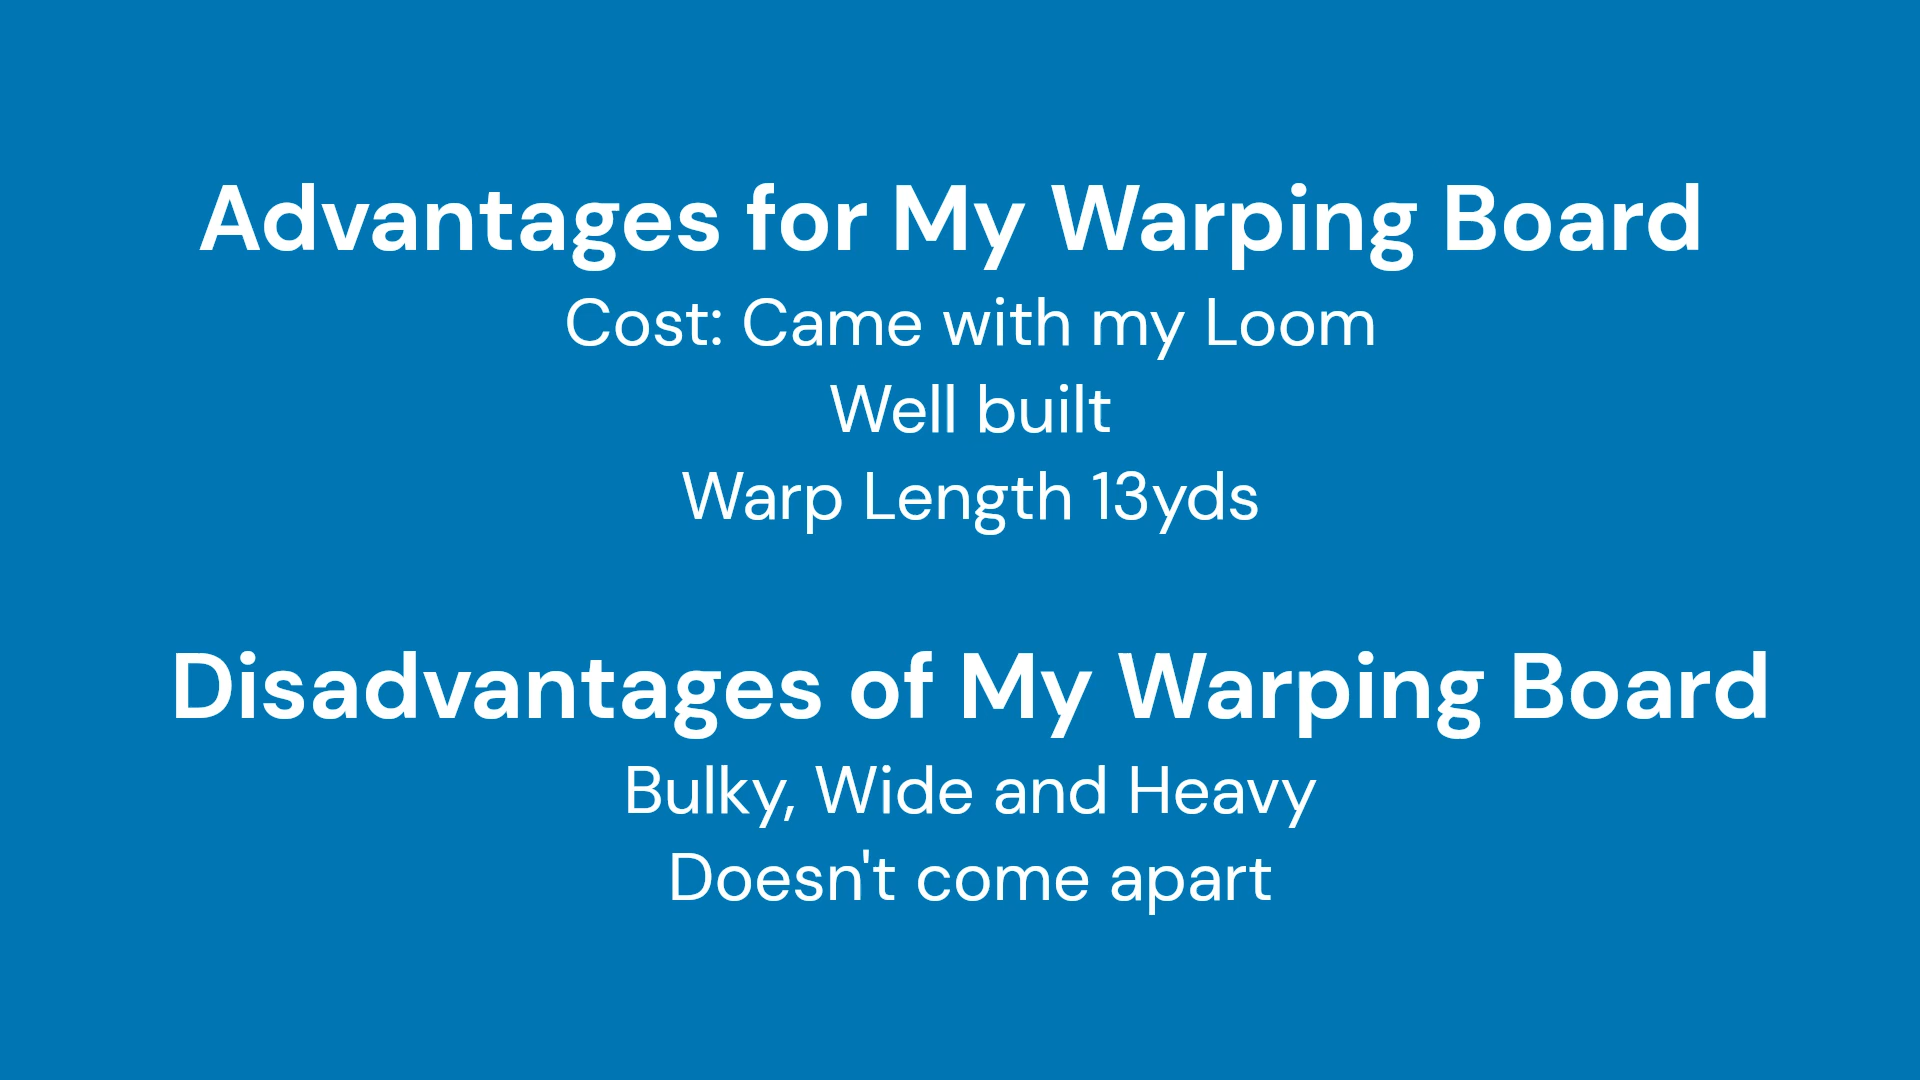 Advantages for My Warping Board
Cost: Came with my Loom
Well built
Warp Length 13yds
Disadvantages of My Warping Board
Bulky, Wide and Heavy
Doesn't come apart